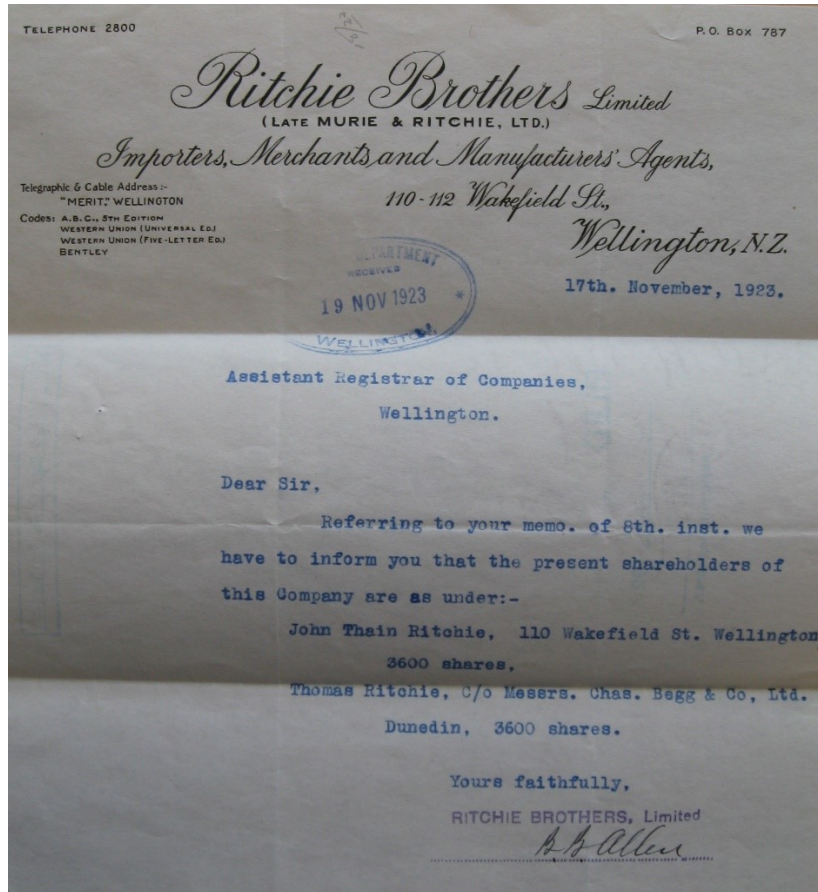 TELEPHONE 2800
P.O. BOX 787
Ritchie Brothers Limited
(LATE MURIE & RITCHIE, LTD.)
Importers, Merchants, and Manufacturers' Agents,
Telegraphic & Cable Address:-
"MERIT," WELLINGTON
110-112 Wakefield St.,
Codes: A.B.C., 5TH EDITION
WESTERN UNION (UNIVERSAL ED.)
WESTERN UNION (FIVE-LETTER ED.)
BENTLEY
Wellington, N.Z.
17th. November, 1923.
RECEIVED
19 NOV 1923 *
WELLINGTON
Assistant Registrar of Companies,
Wellington.
Dear Sir,
Referring to your memo. of 8th. inst. we
have to inform you that the present shareholders of
this Company are as under:-
John Thain Ritchie, 110 Wakefield St. Wellington
3600 shares,
Thomas Ritchie, C/o Messrs. Chas. Begg & Co, Ltd.
Dunedin, 3600 shares.
Yours faithfully,
RITCHIE BROTHERS, Limited
B B Allen